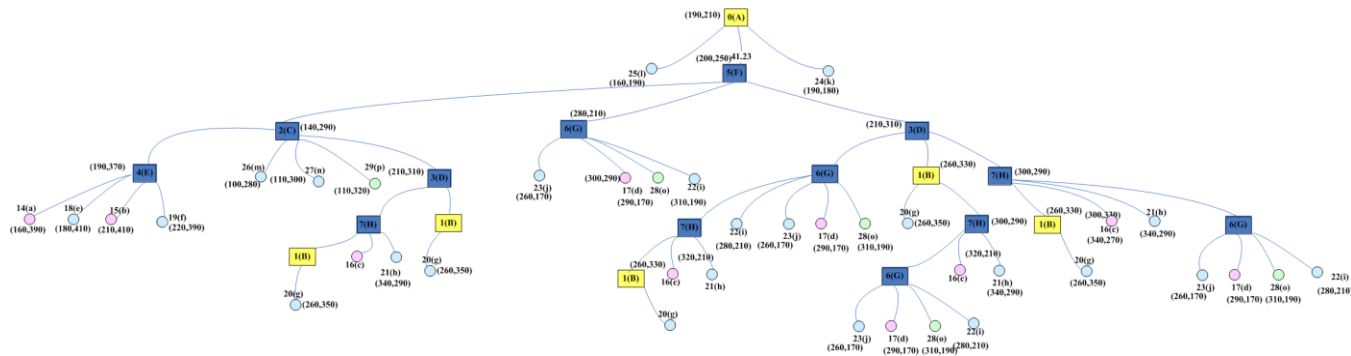 (190,210) 0(A)
(200,250) 41.23
25(l) 5(F) 24(k)
(160,190) (190,180)
(280,210)
2(C) (140,290) 6(G) (210,310) 3(D)
(190,370) 4(E) 26(m) 27(n) 29(p) (210,310) 3(D) 23(j) (300,290) 17(d) 28(o) 22(i) 6(G) (260,330) 1(B) 7(H) (300,290)
(100,280) (110,300) (110,320) (260,170) (290,170) (310,190)
14(a) 18(e) 15(b) 19(f) 7(H) 1(B) 7(H) 22(i) 23(j) 17(d) 28(o) 20(g) 7(H) (300,290) (260,330) 1(B) (300,330) 16(c) 21(h) 6(G)
(160,390) (180,410) (210,410) (220,390) (280,210) (260,170) (290,170) (310,190) (260,350) (340,270) (340,290)
1(B) 16(c) 21(h) 20(g) (260,350) (260,330) (320,210) (320,210) 20(g)
(340,290) 1(B) 16(c) 21(h) 6(G) 16(c) 21(h) (260,350) 23(j) 17(d) 28(o) 22(i)
(340,290) (260,170) (290,170) (310,190) (280,210)
20(g) (260,350) 20(g)
23(j) 17(d) 28(o) 22(i)
(260,170) (290,170) (310,190) (280,210)